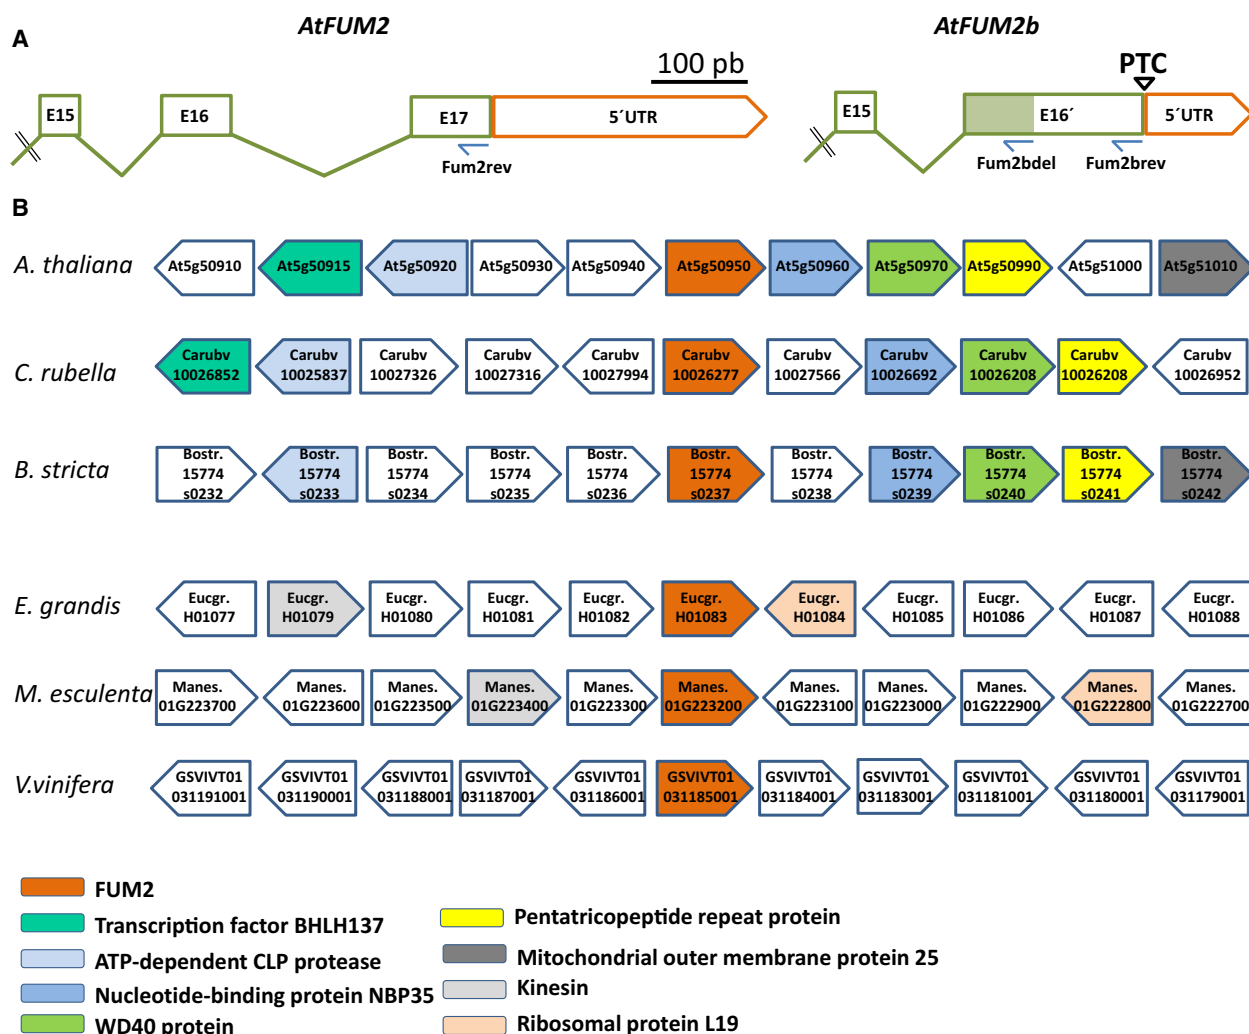 AtFUM2
AtFUM2b
A
100 pb
PTC
E15
E16
E17
5´UTR
E15
E16´
5´UTR
Fum2rev
Fum2bdel
Fum2brev
B
A. thaliana
At5g50910
At5g50915
At5g50920
At5g50930
At5g50940
At5g50950
At5g50960
At5g50970
At5g50990
At5g51000
At5g51010
C. rubella
Carubv
10026852
Carubv
10025837
Carubv
10027326
Carubv
10027316
Carubv
10027994
Carubv
10026277
Carubv
10027566
Carubv
10026692
Carubv
10026208
Carubv
10026208
Carubv
10026952
B. stricta
Bostr.
15774
s0232
Bostr.
15774
s0233
Bostr.
15774
s0234
Bostr.
15774
s0235
Bostr.
15774
s0236
Bostr.
15774
s0237
Bostr.
15774
s0238
Bostr.
15774
s0239
Bostr.
15774
s0240
Bostr.
15774
s0241
Bostr.
15774
s0242
E. grandis
Eucgr.
H01077
Eucgr.
H01079
Eucgr.
H01080
Eucgr.
H01081
Eucgr.
H01082
Eucgr.
H01083
Eucgr.
H01084
Eucgr.
H01085
Eucgr.
H01086
Eucgr.
H01087
Eucgr.
H01088
M. esculenta
Manes.
01G223700
Manes.
01G223600
Manes.
01G223500
Manes.
01G223400
Manes.
01G223300
Manes.
01G223200
Manes.
01G223100
Manes.
01G223000
Manes.
01G222900
Manes.
01G222800
Manes.
01G222700
V.vinifera
GSVIVT01
031191001
GSVIVT01
031190001
GSVIVT01
031188001
GSVIVT01
031187001
GSVIVT01
031186001
GSVIVT01
031185001
GSVIVT01
031184001
GSVIVT01
031183001
GSVIVT01
031181001
GSVIVT01
031180001
GSVIVT01
031179001
FUM2
Transcription factor BHLH137
ATP-dependent CLP protease
Nucleotide-binding protein NBP35
WD40 protein
Pentatricopeptide repeat protein
Mitochondrial outer membrane protein 25
Kinesin
Ribosomal protein L19